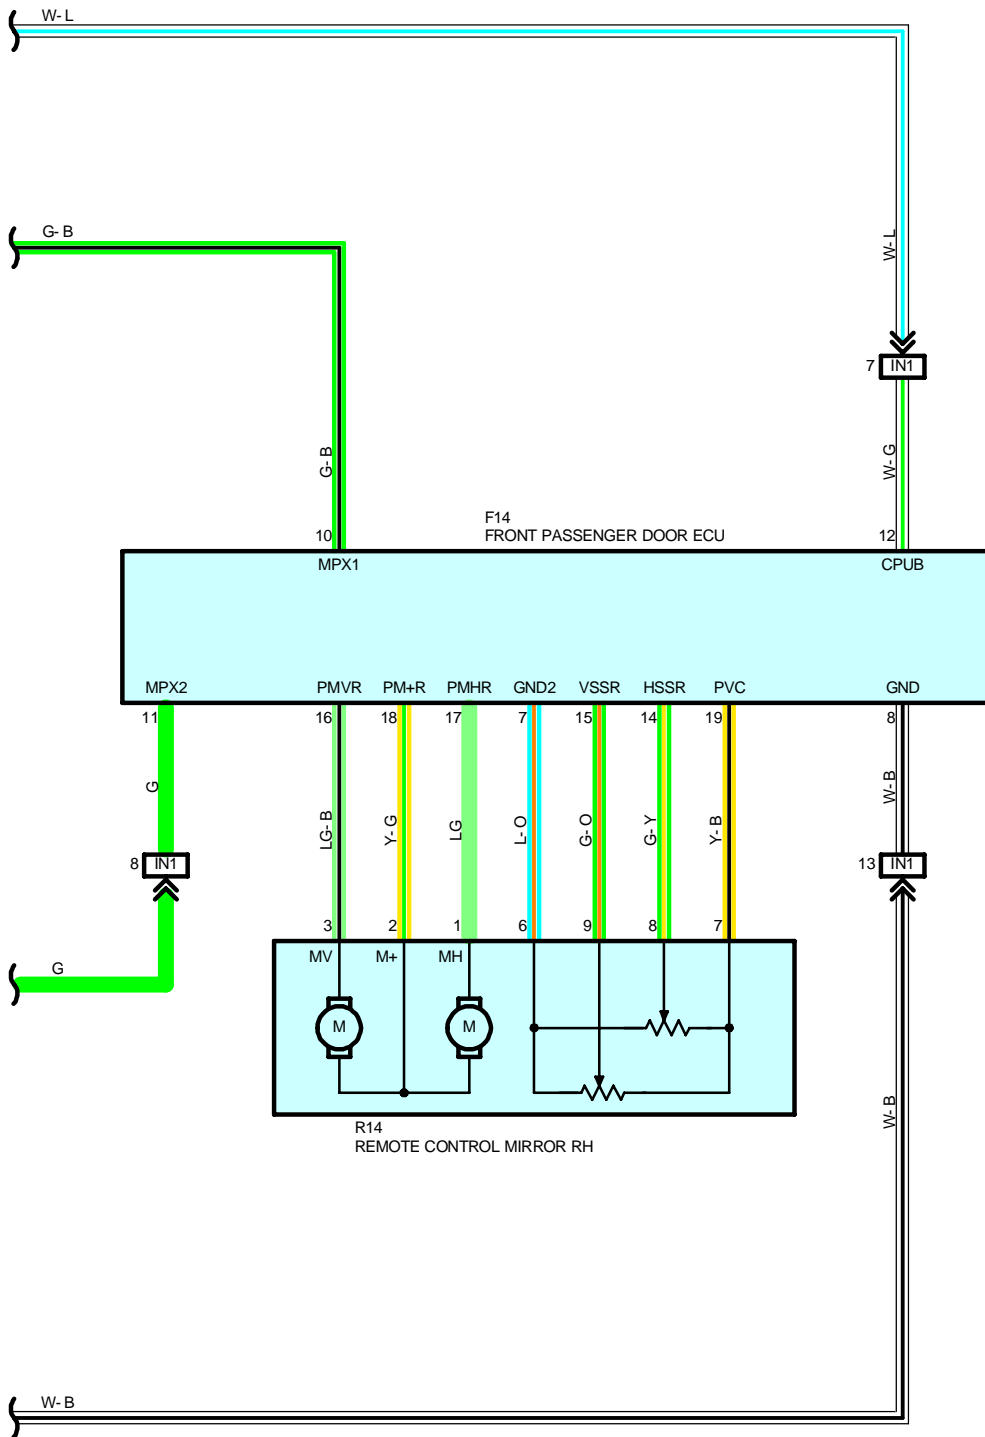 W- L
G- B
W- L
7 IN1
G- B
W- G
F14
FRONT PASSENGER DOOR ECU
10
12
MPX1
CPUB
MPX2 PMVR PM+R PMHR GND2 VSSR HSSR PVC GND
11 16 18 17 7 15 14 19 8
G
LG- B
Y- G
LG
L- O
G- O
G- Y
Y- B
W- B
8 IN1
13 IN1
3 2 1 6 9 8 7
MV M+ MH
G
M M
W- B
R14
REMOTE CONTROL MIRROR RH
W- B